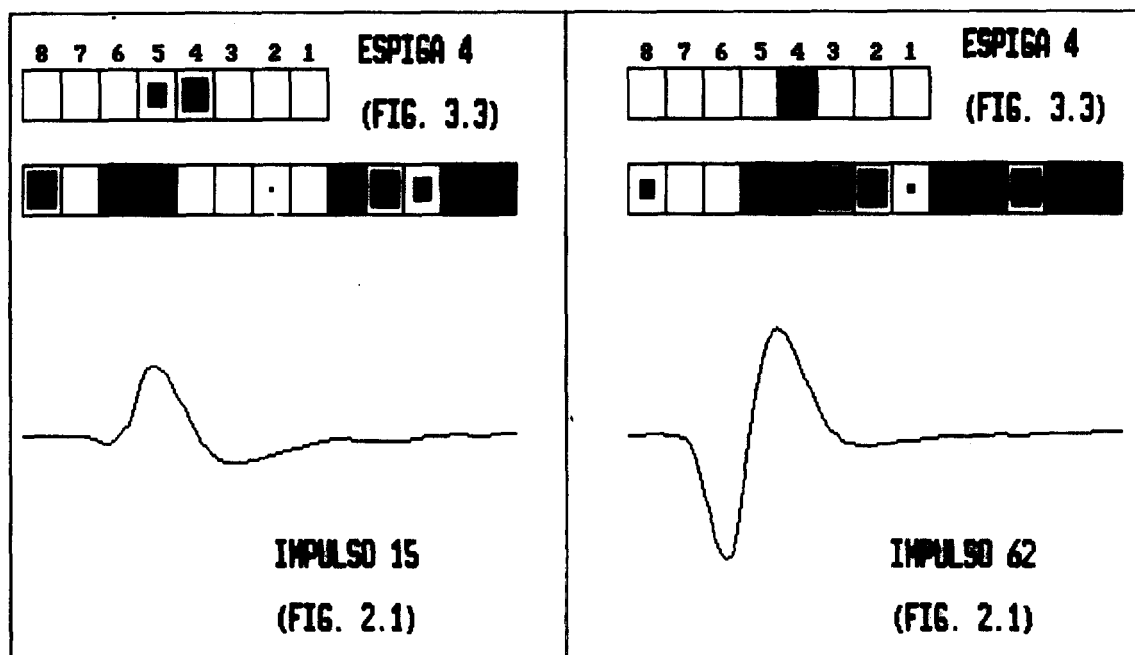 8 7 6 5 4 3 2 1
ESPIGA 4
(FIG. 3.3)
IMPULSO 15
(FIG. 2.1)
8 7 6 5 4 3 2 1
ESPIGA 4
(FIG. 3.3)
IMPULSO 62
(FIG. 2.1)